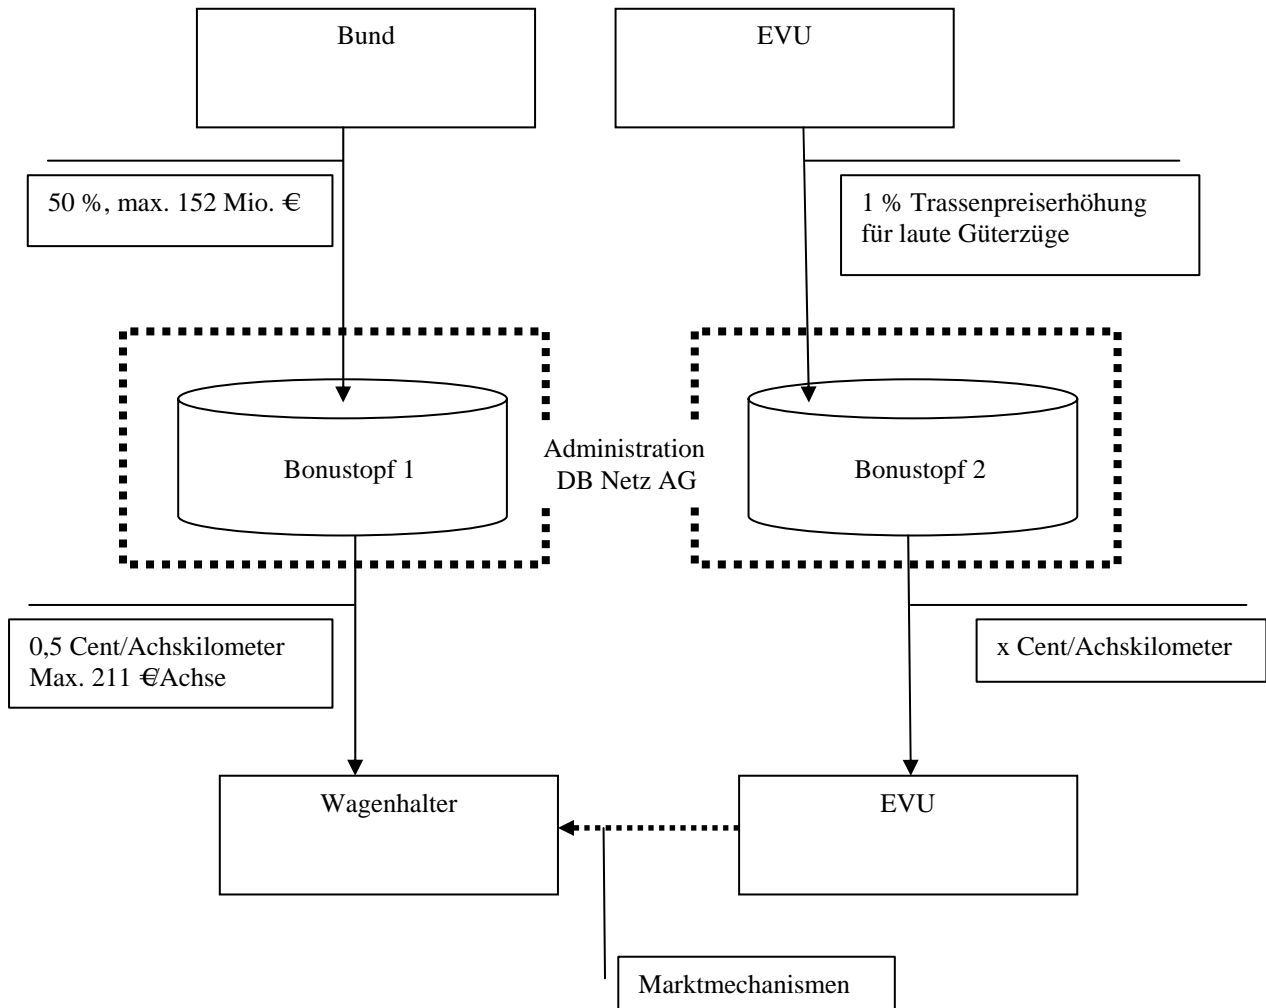 Bund
EVU
50 %, max. 152 Mio. €
1 % Trassenpreiserhöhung
für laute Güterzüge
Bonustopf 1
Administration
DB Netz AG
Bonustopf 2
0,5 Cent/Achskilometer
Max. 211 €/Achse
x Cent/Achskilometer
Wagenhalter
EVU
Marktmechanismen